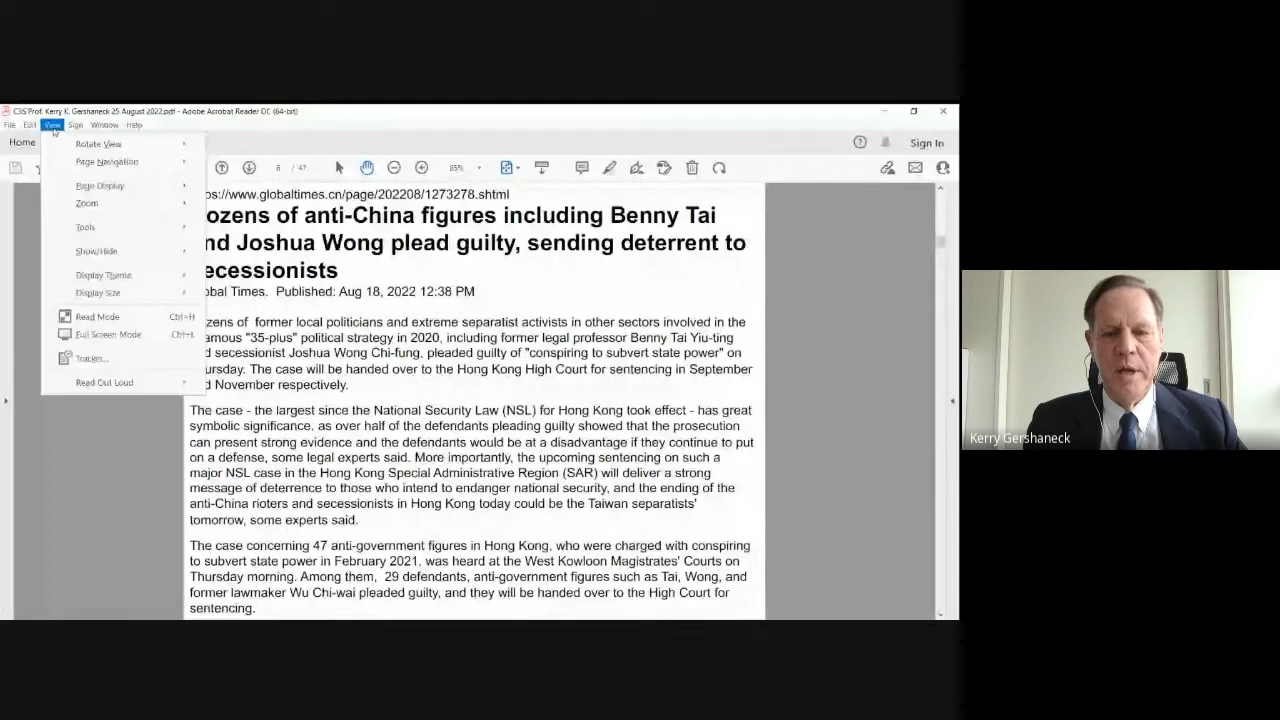 C3S Prof. Kerry K. Gershaneck 25 August 2022.pdf - Adobe Acrobat Reader DC (64-bit)
File Edit View Sign Window Help
Home
Sign In
6 / 47
85%
Rotate View
Page Navigation
Page Display
Zoom
Tools
Show/Hide
Display Theme
Display Size
Read Mode Ctrl+H
Full Screen Mode Ctrl+L
Tracker...
Read Out Loud
ps://www.globaltimes.cn/page/202208/1273278.shtml
ozens of anti-China figures including Benny Tai
nd Joshua Wong plead guilty, sending deterrent to
ecessionists
obal Times. Published: Aug 18, 2022 12:38 PM
zens of former local politicians and extreme separatist activists in other sectors involved in the
amous "35-plus" political strategy in 2020, including former legal professor Benny Tai Yiu-ting
d secessionist Joshua Wong Chi-fung, pleaded guilty of "conspiring to subvert state power" on
ursday. The case will be handed over to the Hong Kong High Court for sentencing in September
d November respectively.
The case - the largest since the National Security Law (NSL) for Hong Kong took effect - has great
symbolic significance, as over half of the defendants pleading guilty showed that the prosecution
can present strong evidence and the defendants would be at a disadvantage if they continue to put
on a defense, some legal experts said. More importantly, the upcoming sentencing on such a
major NSL case in the Hong Kong Special Administrative Region (SAR) will deliver a strong
message of deterrence to those who intend to endanger national security, and the ending of the
anti-China rioters and secessionists in Hong Kong today could be the Taiwan separatists'
tomorrow, some experts said.
The case concerning 47 anti-government figures in Hong Kong, who were charged with conspiring
to subvert state power in February 2021, was heard at the West Kowloon Magistrates' Courts on
Thursday morning. Among them, 29 defendants, anti-government figures such as Tai, Wong, and
former lawmaker Wu Chi-wai pleaded guilty, and they will be handed over to the High Court for
sentencing.
Kerry Gershaneck